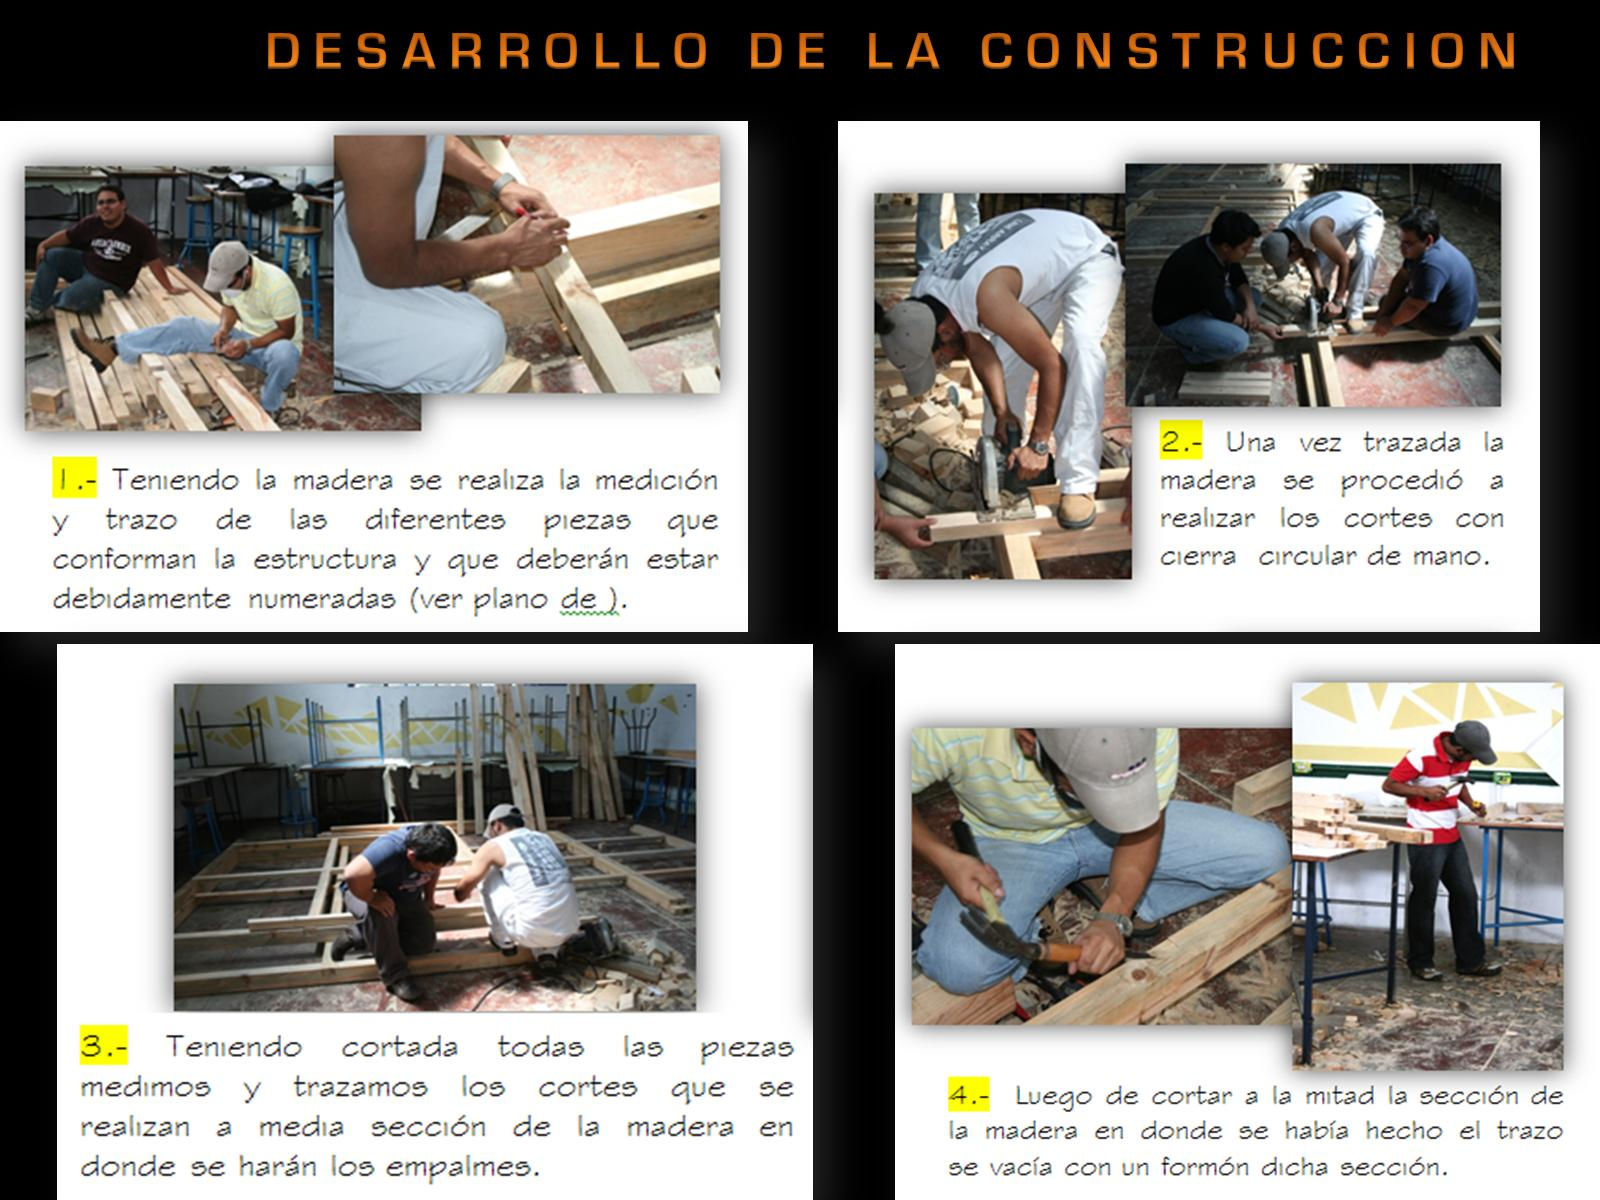 DESARROLLO DE LA CONSTRUCCION
1.- Teniendo la madera se realiza la medición
y trazo de las diferentes piezas que
conforman la estructura y que deberán estar
debidamente numeradas (ver plano de ).
2.- Una vez trazada la
madera se procedió a
realizar los cortes con
cierra circular de mano.
3.- Teniendo cortada todas las piezas
medimos y trazamos los cortes que se
realizan a media sección de la madera en
donde se harán los empalmes.
4.- Luego de cortar a la mitad la sección de
la madera en donde se había hecho el trazo
se vacía con un formón dicha sección.